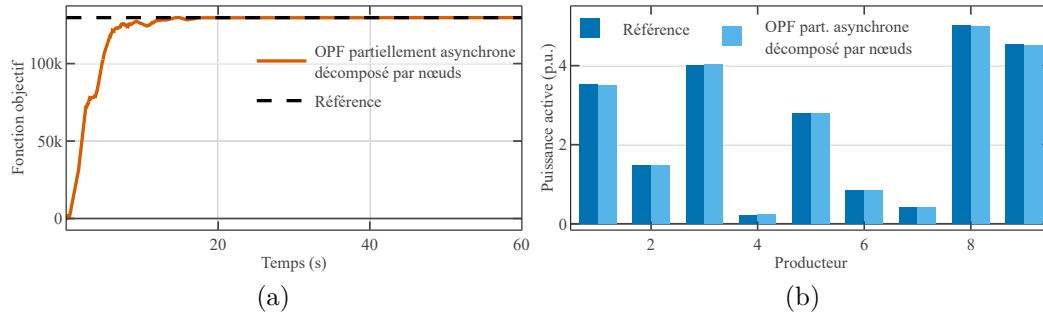 100k
50k
0
Fonction objectif
OPF partiellement asynchrone
décomposé par nœuds
Référence
20
40
60
Temps (s)
(a)
4
2
0
Puissance active (p.u.)
Référence
OPF part. asynchrone
décomposé par nœuds
2
4
6
8
Producteur
(b)